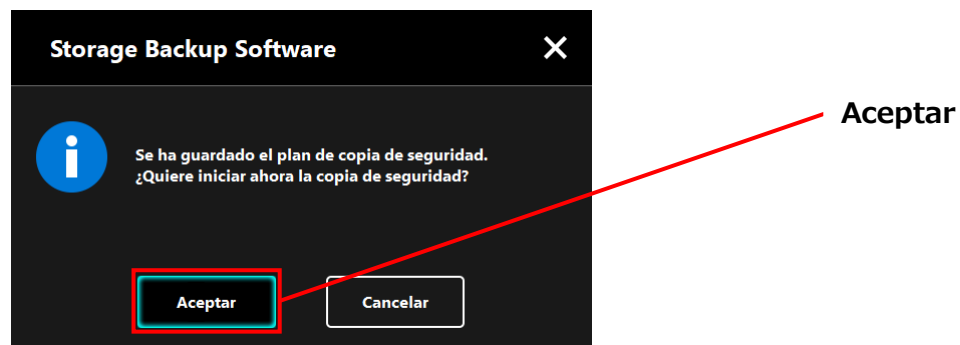 Storage Backup Software
Aceptar
Se ha guardado el plan de copia de seguridad.
¿Quiere iniciar ahora la copia de seguridad?
Aceptar
Cancelar